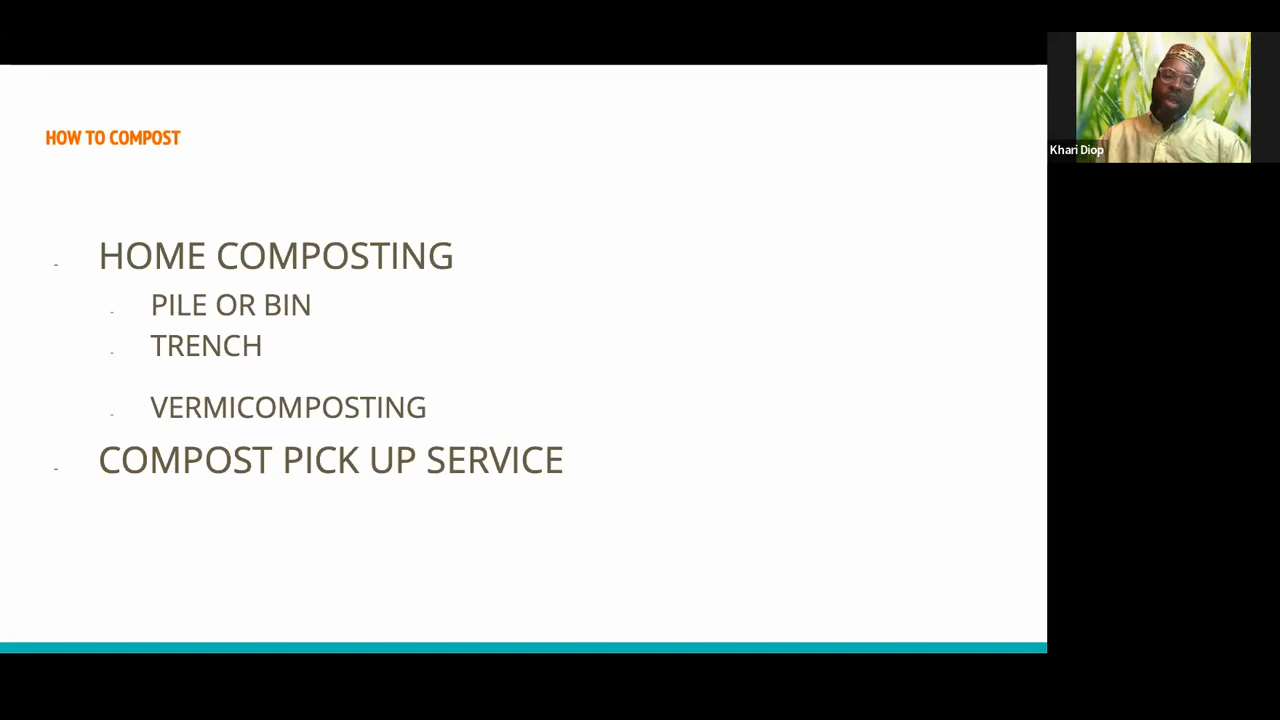 HOW TO COMPOST
- HOME COMPOSTING
- PILE OR BIN
- TRENCH
- VERMICOMPOSTING
- COMPOST PICK UP SERVICE
Khari Diop